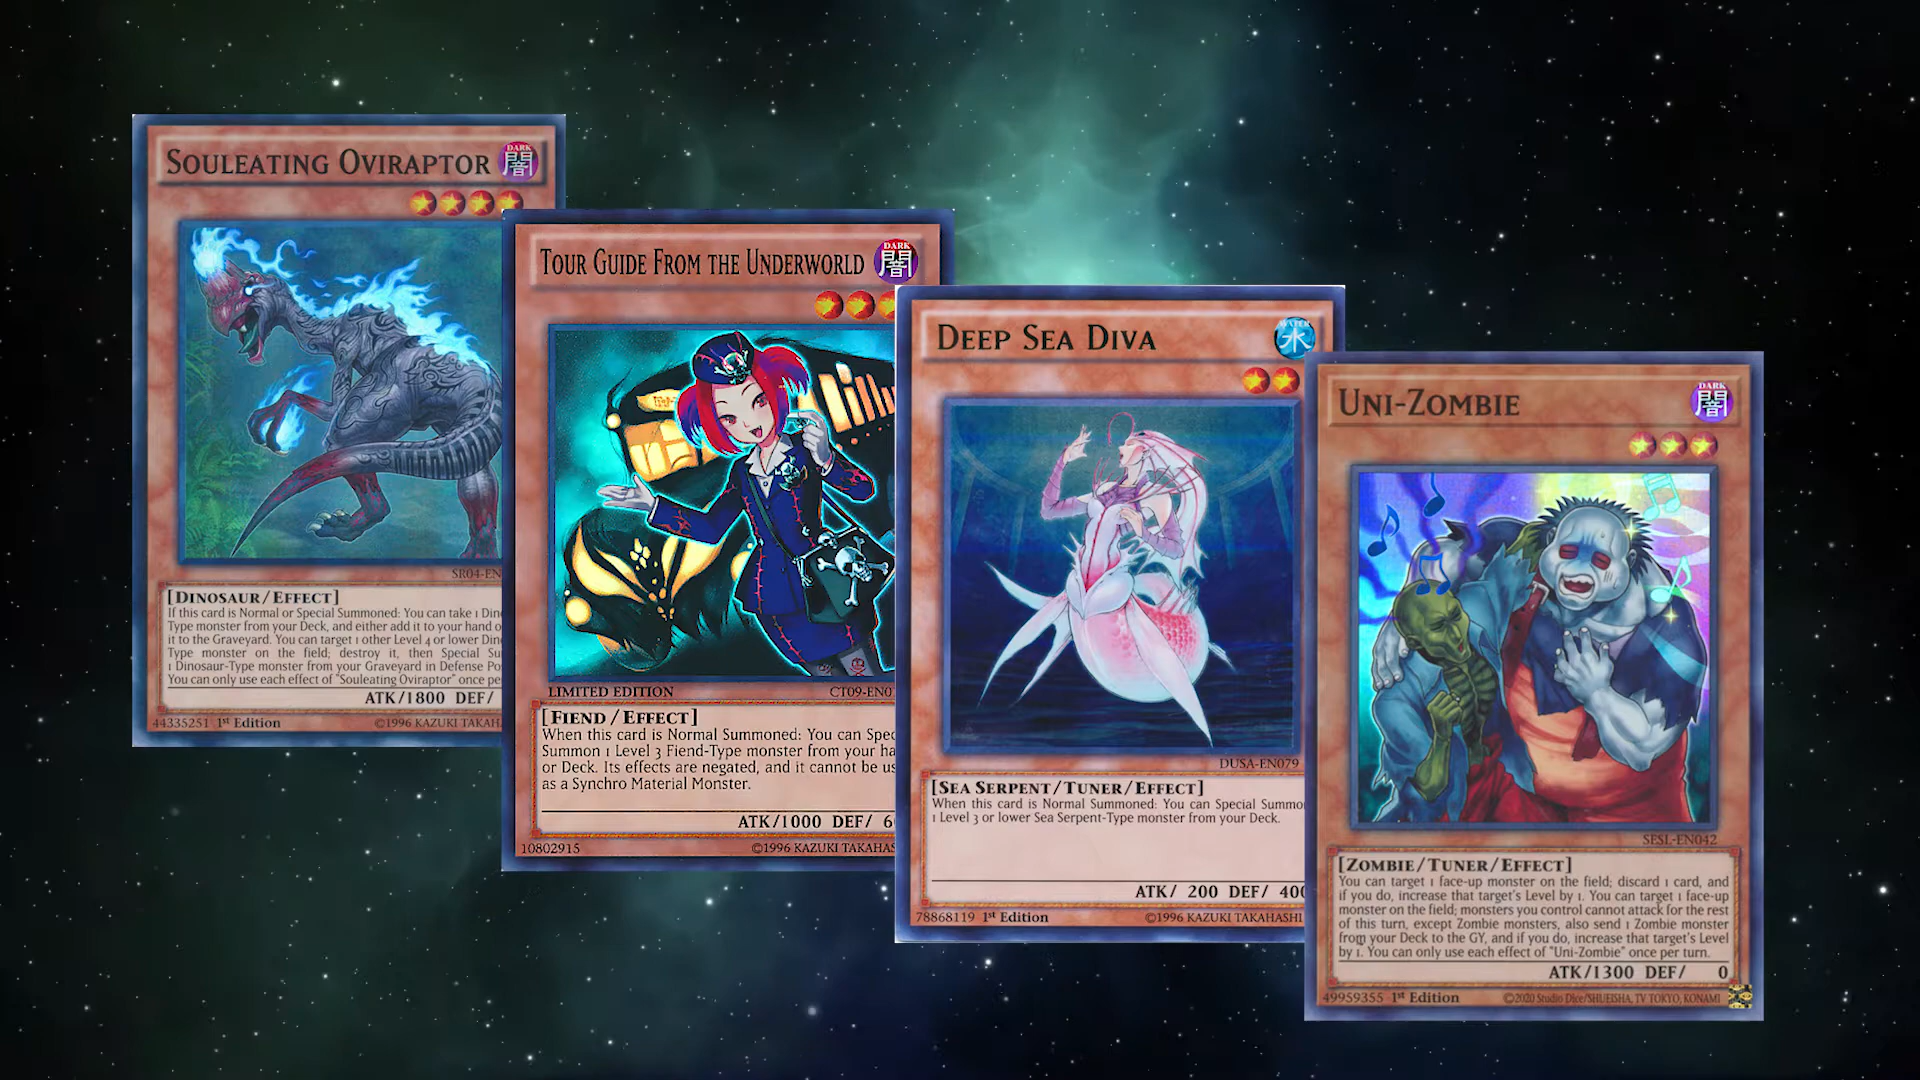 SOULEATING OVIRAPTOR
DARK
闇
SR04-EN
[DINOSAUR/EFFECT]
If this card is Normal or Special Summoned: You can take 1 Din
Type monster from your Deck, and either add it to your hand o
it to the Graveyard. You can target 1 other Level 4 or lower Din
Type monster on the field; destroy it, then Special Su
1 Dinosaur-Type monster from your Graveyard in Defense Po
You can only use each effect of "Souleating Oviraptor" once pe
ATK/1800 DEF/
44335251 1st Edition ©1996 KAZUKI TAKAH
TOUR GUIDE FROM THE UNDERWORLD
DARK
闇
LIMITED EDITION CT09-EN01
[FIEND/EFFECT]
When this card is Normal Summoned: You can Spec
Summon 1 Level 3 Fiend-Type monster from your ha
or Deck. Its effects are negated, and it cannot be us
as a Synchro Material Monster.
ATK/1000 DEF/ 60
10802915 ©1996 KAZUKI TAKAHAS
DEEP SEA DIVA
WATER
水
DUSA-EN079
[SEA SERPENT/TUNER/EFFECT]
When this card is Normal Summoned: You can Special Summo
1 Level 3 or lower Sea Serpent-Type monster from your Deck.
ATK/ 200 DEF/ 400
78868119 1st Edition ©1996 KAZUKI TAKAHASHI
UNI-ZOMBIE
DARK
闇
SESL-EN042
[ZOMBIE/TUNER/EFFECT]
You can target 1 face-up monster on the field; discard 1 card, and
if you do, increase that target's Level by 1. You can target 1 face-up
monster on the field; monsters you control cannot attack for the rest
of this turn, except Zombie monsters, also send 1 Zombie monster
from your Deck to the GY, and if you do, increase that target's Level
by 1. You can only use each effect of "Uni-Zombie" once per turn.
ATK/1300 DEF/ 0
49959355 1st Edition ©2020 Studio Dice/SHUEISHA, TV TOKYO, KONAMI